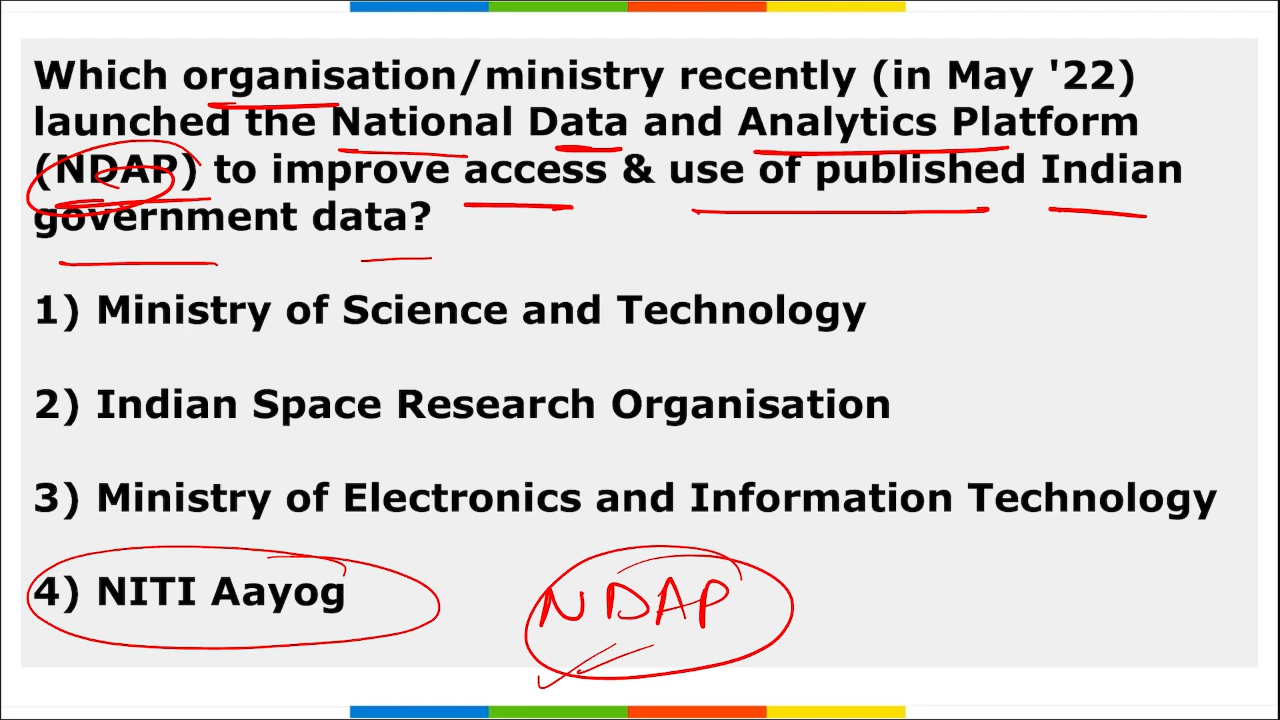 Which organisation/ministry recently (in May '22)
launched the National Data and Analytics Platform
(NDAP) to improve access & use of published Indian
government data?
1) Ministry of Science and Technology
2) Indian Space Research Organisation
3) Ministry of Electronics and Information Technology
4) NITI Aayog
NDAP